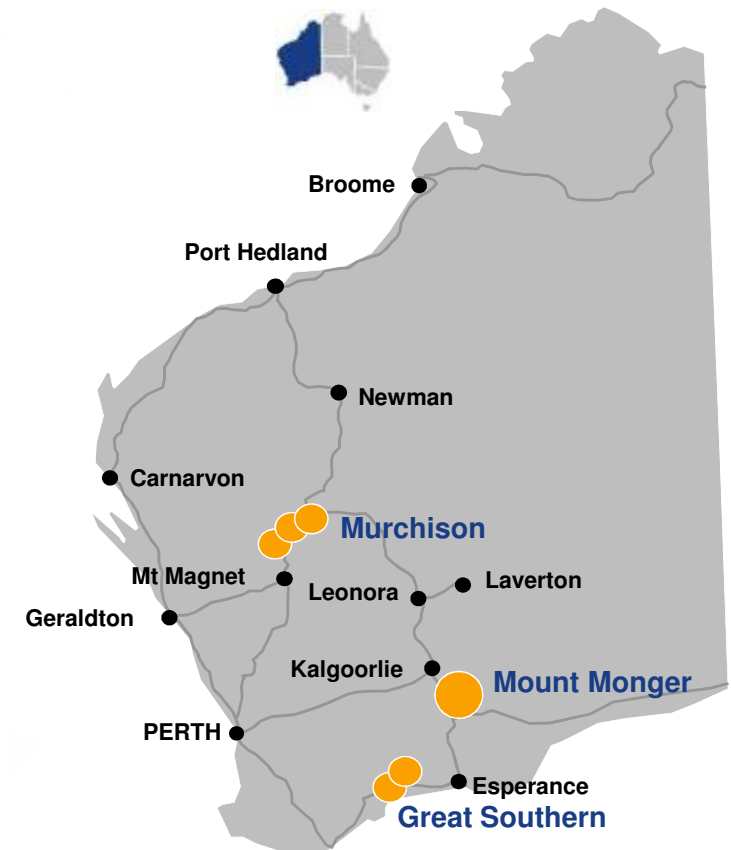 Broome
Port Hedland
Newman
Carnarvon
Murchison
Mt Magnet
Laverton
Leonora
Geraldton
Kalgoorlie
Mount Monger
PERTH
Esperance
Great Southern